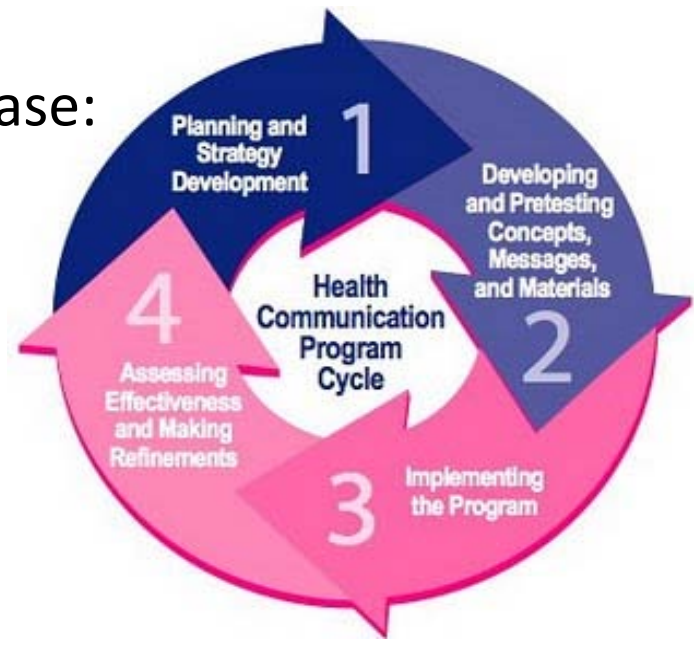 ase:
1
Planning and
Strategy
Development
Developing
and Pretesting
Concepts,
Messages,
and Materials
2
Health
Communication
Program
Cycle
Implementing
the Program
3
4
Assessing
Effectiveness
and Making
Refinements